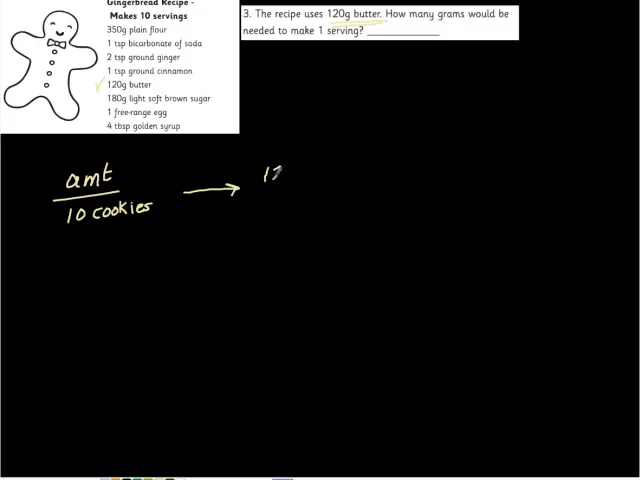 Gingerbread Recipe -
Makes 10 servings
350g plain flour
1 tsp bicarbonate of soda
2 tsp ground ginger
1 tsp ground cinnamon
120g butter
180g light soft brown sugar
1 free-range egg
4 tbsp golden syrup
3. The recipe uses 120g butter. How many grams would be
needed to make 1 serving? ______________
amt
10 cookies
12